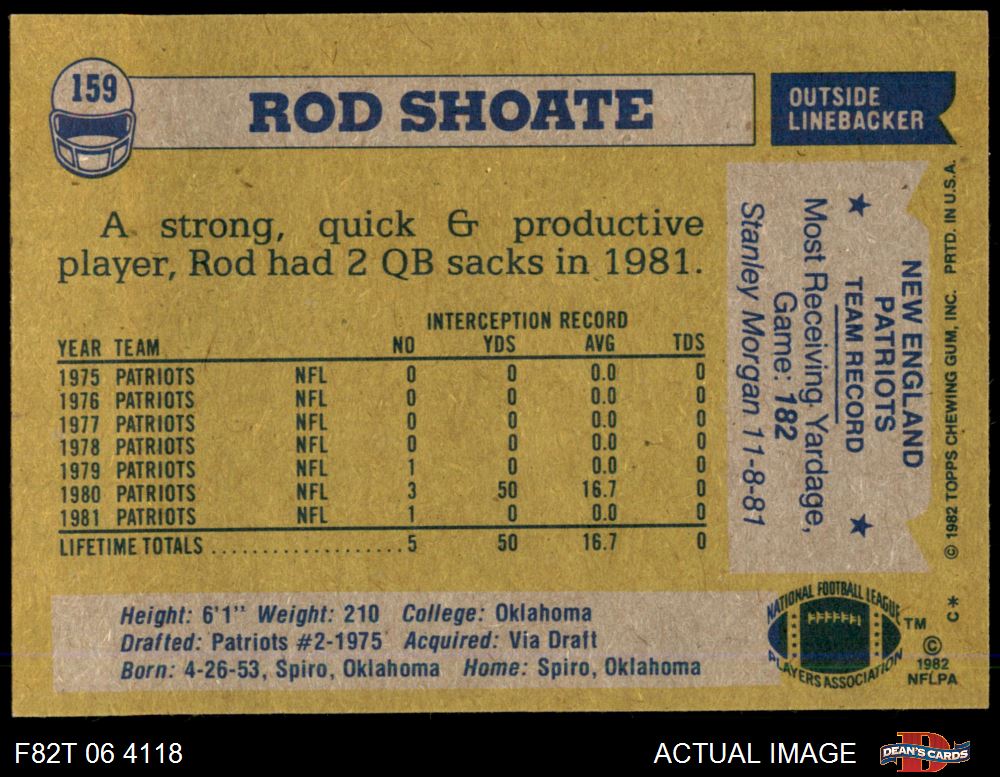 159
ROD SHOATE
OUTSIDE
LINEBACKER
A strong, quick & productive
player, Rod had 2 QB sacks in 1981.
INTERCEPTION RECORD
YEAR TEAM NO YDS AVG TDS
1975 PATRIOTS NFL 0 0 0.0 0
1976 PATRIOTS NFL 0 0 0.0 0
1977 PATRIOTS NFL 0 0 0.0 0
1978 PATRIOTS NFL 0 0 0.0 0
1979 PATRIOTS NFL 1 0 0.0 0
1980 PATRIOTS NFL 3 50 16.7 0
1981 PATRIOTS NFL 1 0 0.0 0
LIFETIME TOTALS ................... 5 50 16.7 0
Height: 6'1" Weight: 210 College: Oklahoma
Drafted: Patriots #2-1975 Acquired: Via Draft
Born: 4-26-53, Spiro, Oklahoma Home: Spiro, Oklahoma
NEW ENGLAND
PATRIOTS
TEAM RECORD
Most Receiving Yardage,
Game: 182
Stanley Morgan 11-8-81
© 1982 TOPPS CHEWING GUM, INC. PRTD. IN U.S.A.
C*
NATIONAL FOOTBALL LEAGUE
PLAYERS ASSOCIATION
TM
©
1982
NFLPA
F82T 06 4118
ACTUAL IMAGE
D
DEAN'S CARDS